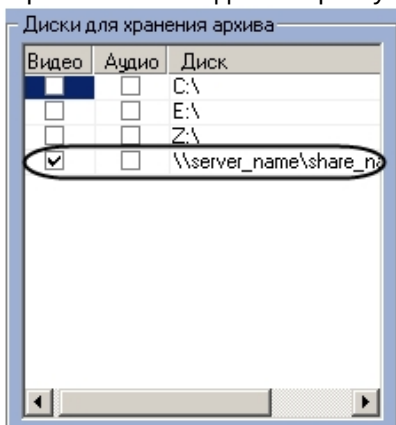 Диски для хранения архива
Видео Аудио Диск
C:\
E:\
Z:\
\\server_name\share_na